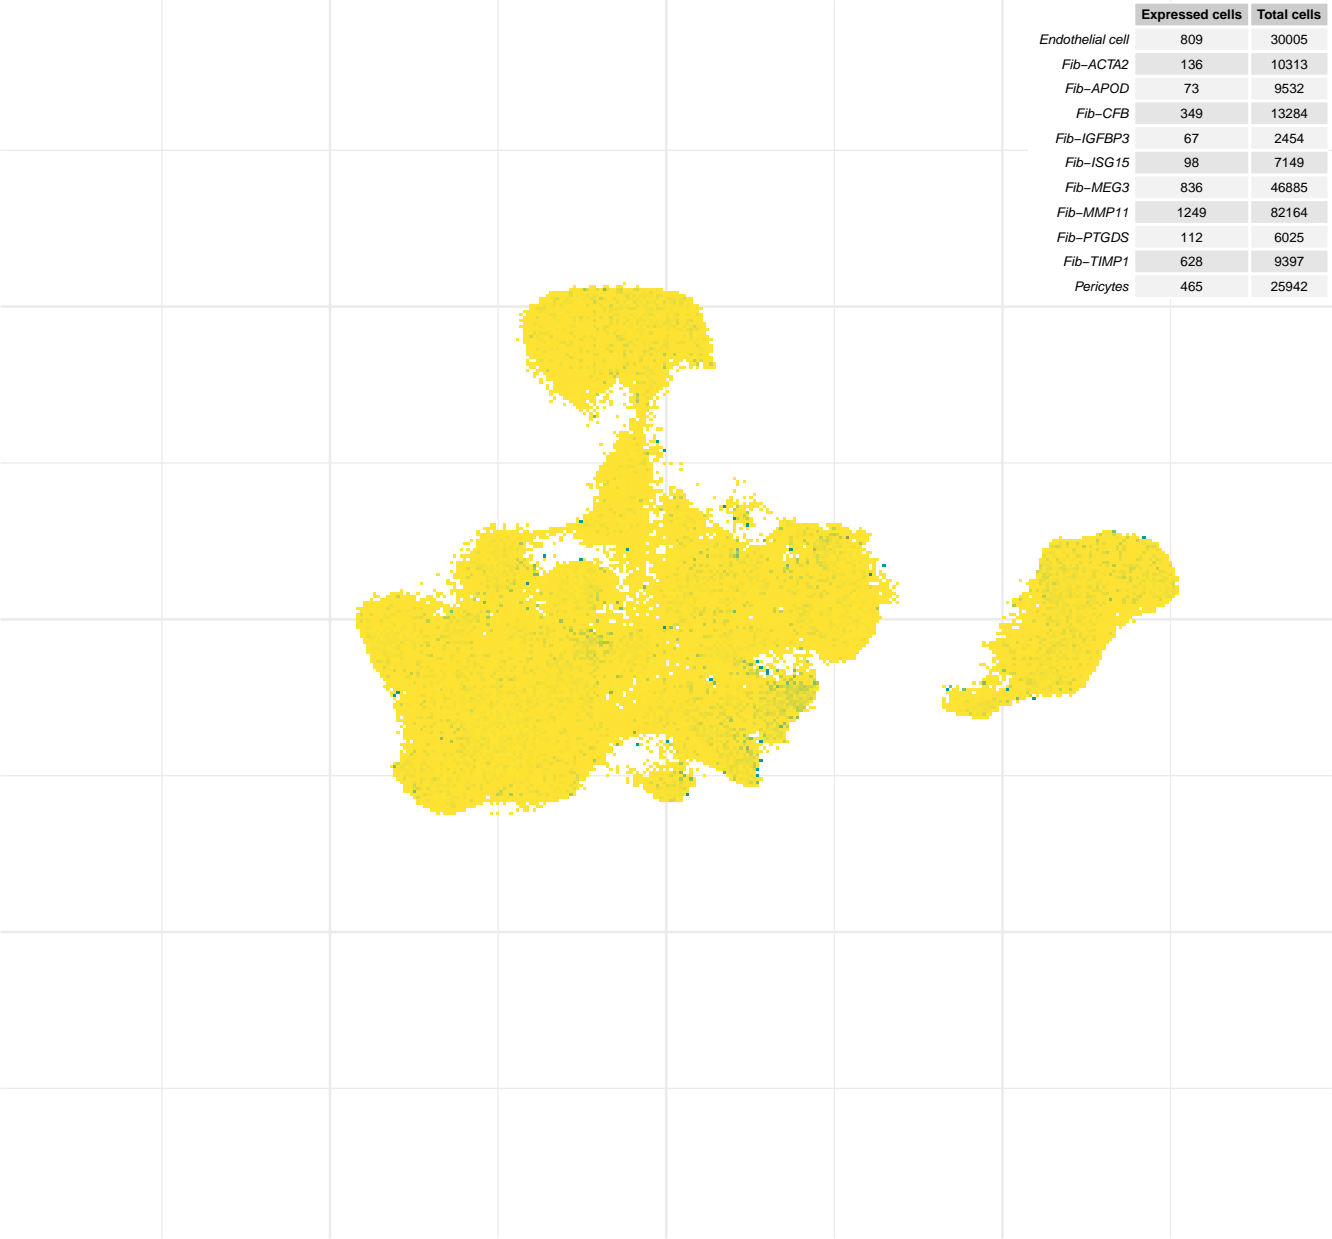 Expressed cells Total cells
Endothelial cell 809 30005
Fib−ACTA2 136 10313
Fib−APOD 73 9532
Fib−CFB 349 13284
Fib−IGFBP3 67 2454
Fib−ISG15 98 7149
Fib−MEG3 836 46885
Fib−MMP11 1249 82164
Fib−PTGDS 112 6025
Fib−TIMP1 628 9397
Pericytes 465 25942